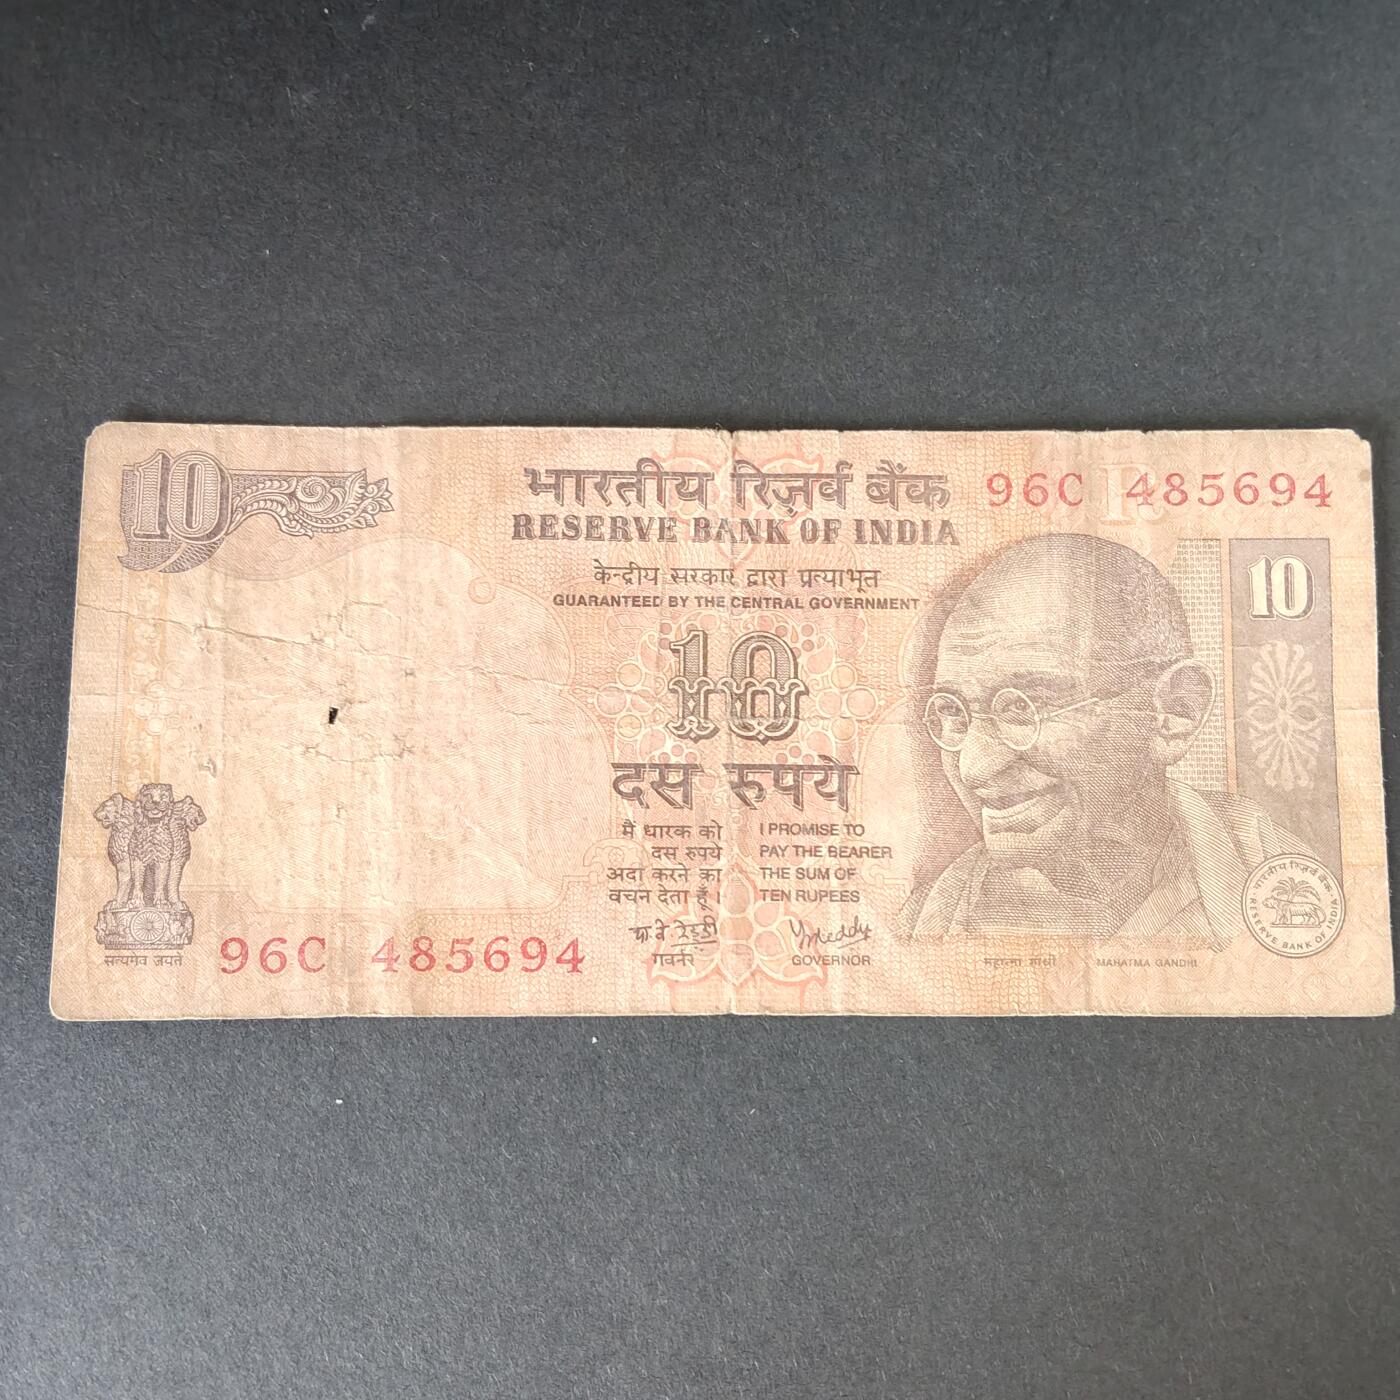 10
भारतीय रिज़र्व बैंक
RESERVE BANK OF INDIA
96C 485694
R
केन्द्रीय सरकार द्वारा प्रत्याभूत
GUARANTEED BY THE CENTRAL GOVERNMENT
10
10
दस रुपये
मैं धारक को
दस रुपये
अदा करने का
वचन देता हूँ।
I PROMISE TO
PAY THE BEARER
THE SUM OF
TEN RUPEES
गवर्नर
GOVERNOR
सत्यमेव जयते
96C 485694
महात्मा गांधी
MAHATMA GANDHI
भारतीय रिज़र्व बैंक
RESERVE BANK OF INDIA